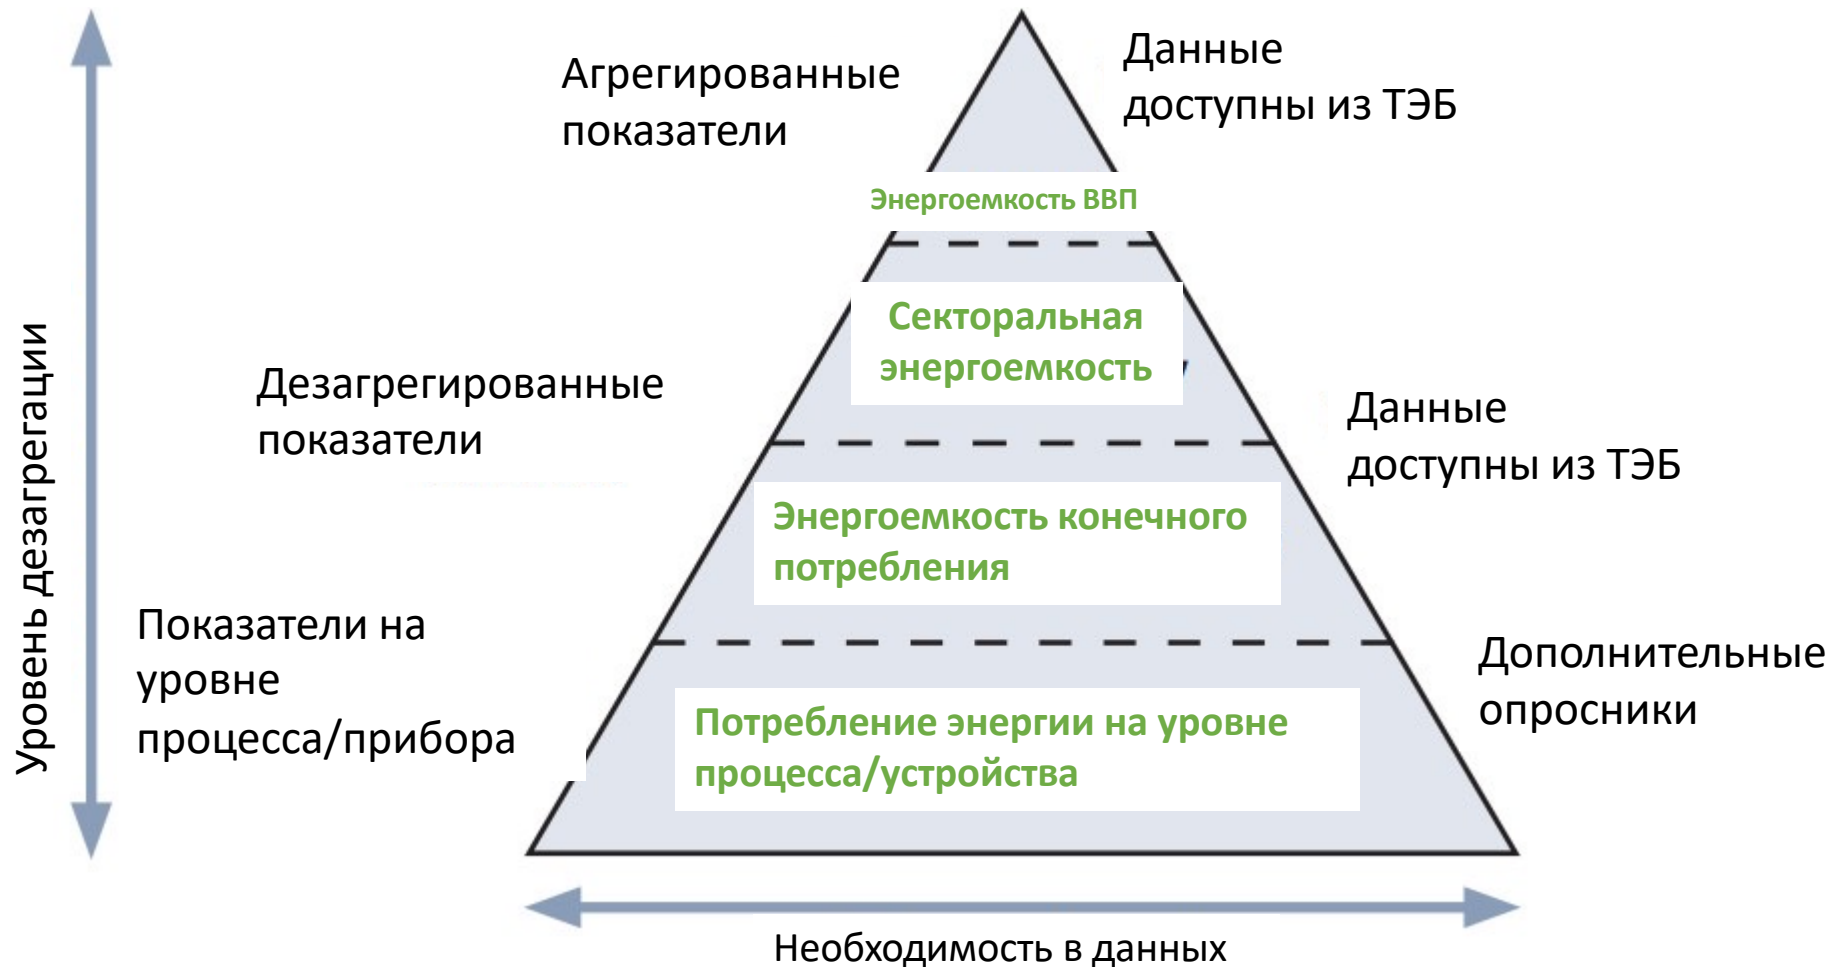 Агрегированные
показатели
Данные
доступны из ТЭБ
Энергоемкость ВВП
Секторальная
энергоемкость
Дезагрегированные
показатели
Данные
доступны из ТЭБ
Уровень дезагрегации
Энергоемкость конечного
потребления
Показатели на
уровне
процесса/прибора
Дополнительные
опросники
Потребление энергии на уровне
процесса/устройства
Необходимость в данных